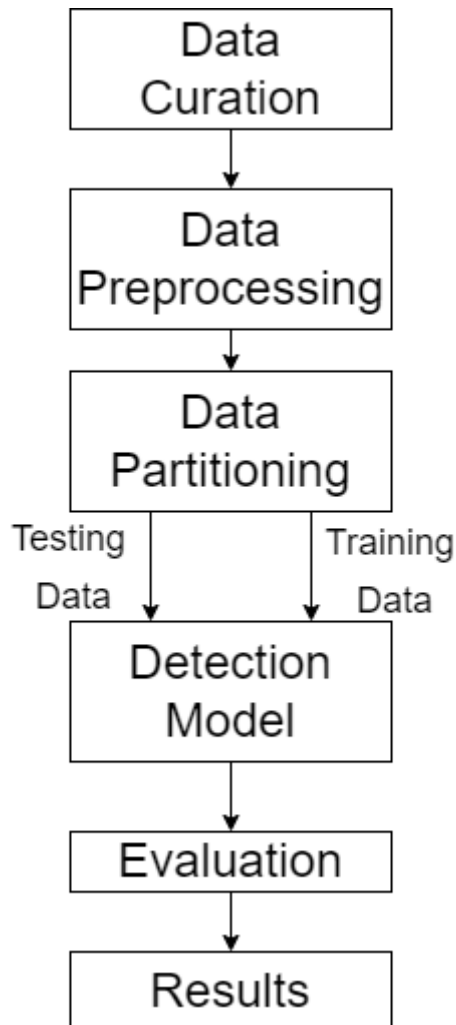 Data
Curation
Data
Preprocessing
Data
Partitioning
Testing
Training
Data
Data
Detection
Model
Evaluation
Results